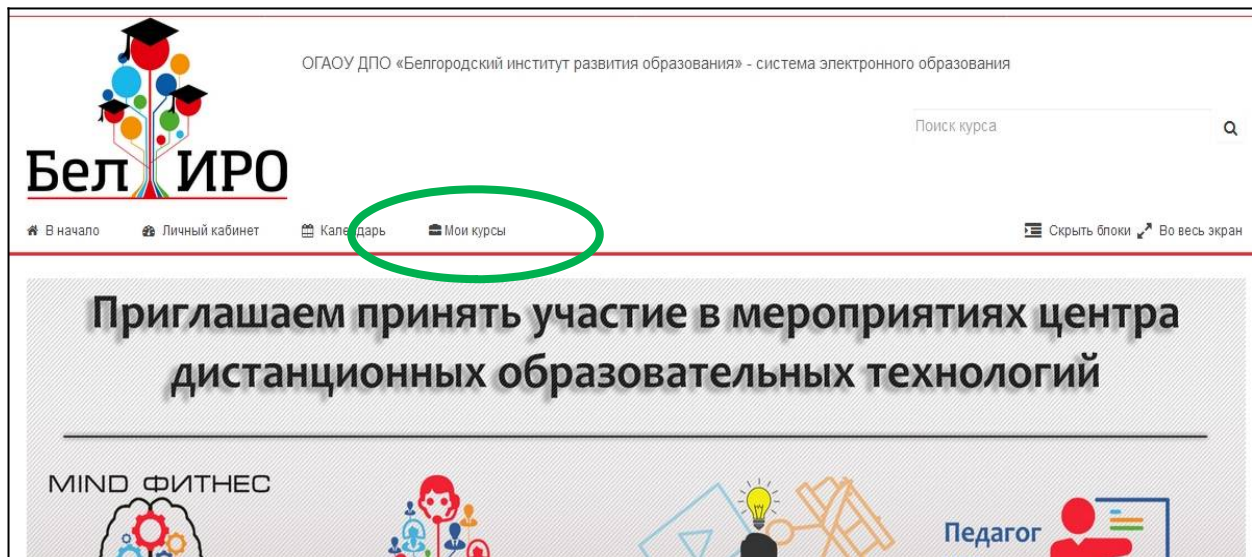 ОГАОУ ДПО «Белгородский институт развития образования» - система электронного образования
Поиск курса
Бел ИРО
В начало Личный кабинет Календарь Мои курсы Скрыть блоки Во весь экран
Приглашаем принять участие в мероприятиях центра
дистанционных образовательных технологий
MIND ФИТНЕС
Педагог